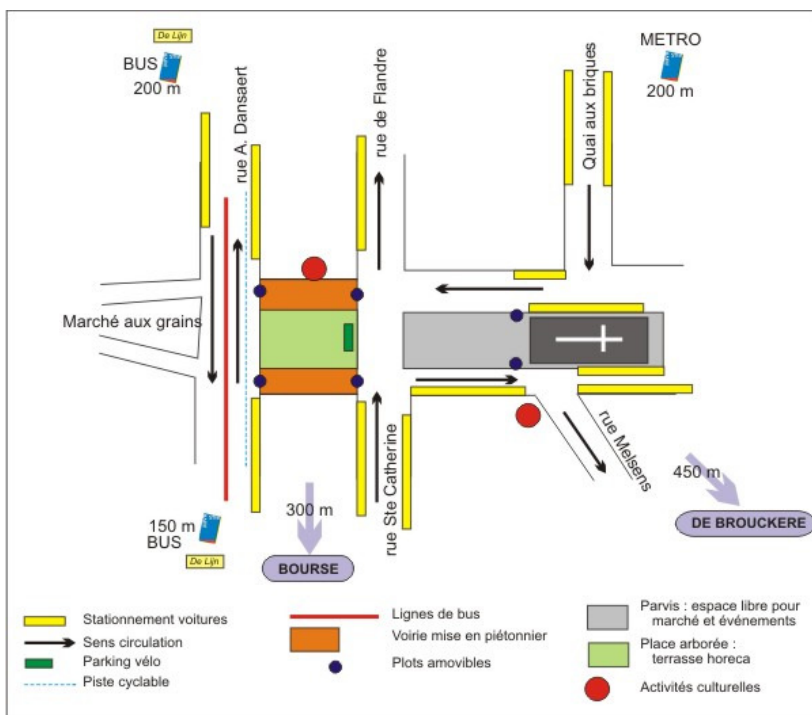 De Lijn
BUS
200 m
METRO
200 m
rue A. Dansaert
rue de Flandre
Quai aux briques
Marché aux grains
rue Ste Catherine
rue Melsens
450 m
DE BROUCKERE
150 m
BUS
De Lijn
300 m
BOURSE
Stationnement voitures
Sens circulation
Parking vélo
Piste cyclable
Lignes de bus
Voirie mise en piétonnier
Plots amovibles
Parvis : espace libre pour
marché et événements
Place arborée :
terrasse horeca
Activités culturelles